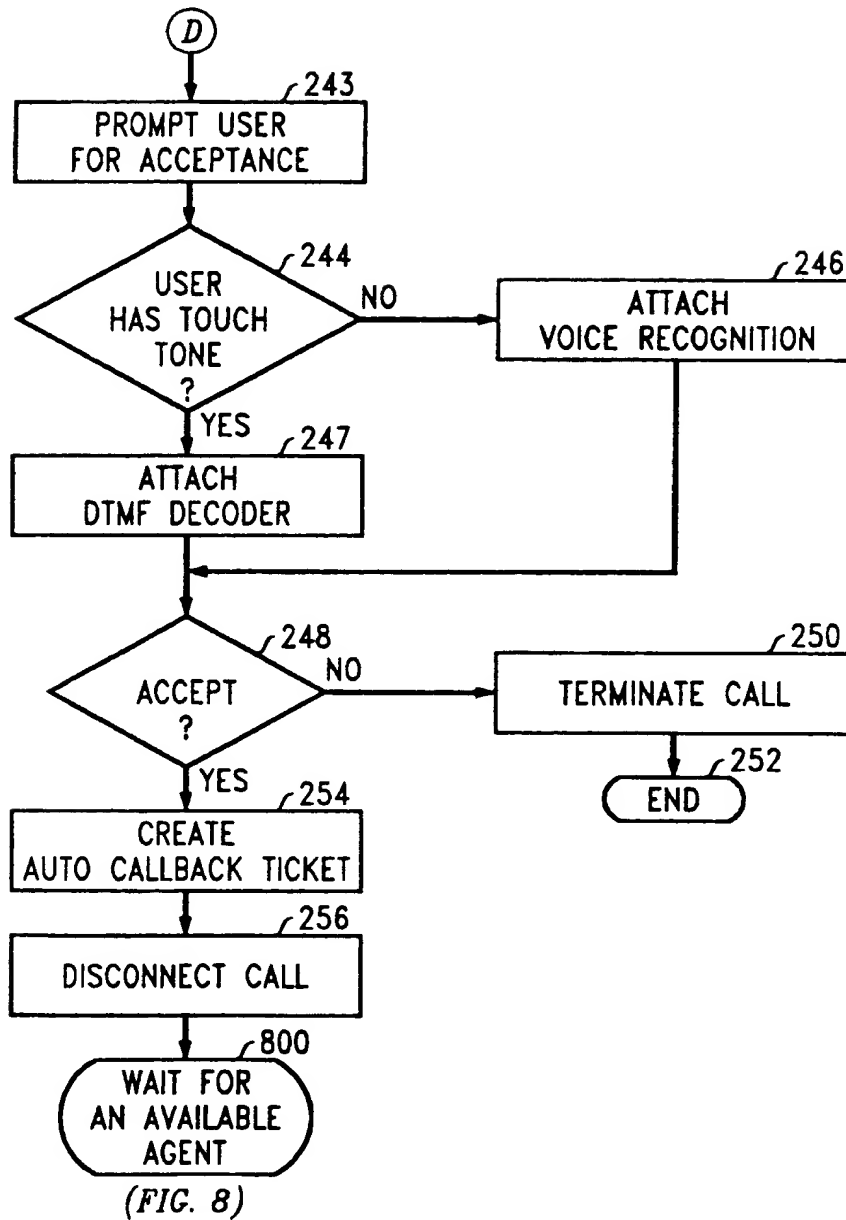 D
243
PROMPT USER
FOR ACCEPTANCE
244
USER
HAS TOUCH
TONE
?
NO
246
ATTACH
VOICE RECOGNITION
YES
247
ATTACH
DTMF DECODER
248
ACCEPT
?
NO
250
TERMINATE CALL
252
END
YES
254
CREATE
AUTO CALLBACK TICKET
256
DISCONNECT CALL
800
WAIT FOR
AN AVAILABLE
AGENT
(FIG. 8)